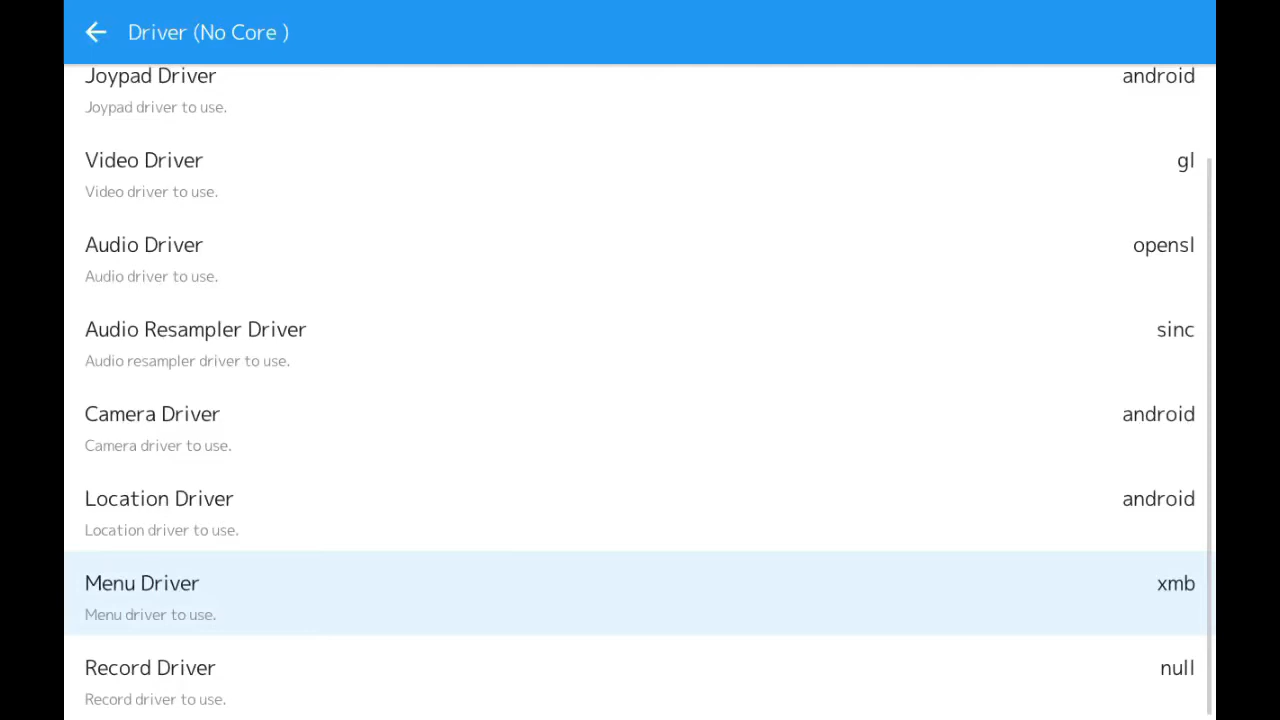 Driver (No Core )
Joypad Driver android
Joypad driver to use.
Video Driver gl
Video driver to use.
Audio Driver opensl
Audio driver to use.
Audio Resampler Driver sinc
Audio resampler driver to use.
Camera Driver android
Camera driver to use.
Location Driver android
Location driver to use.
Menu Driver xmb
Menu driver to use.
Record Driver null
Record driver to use.